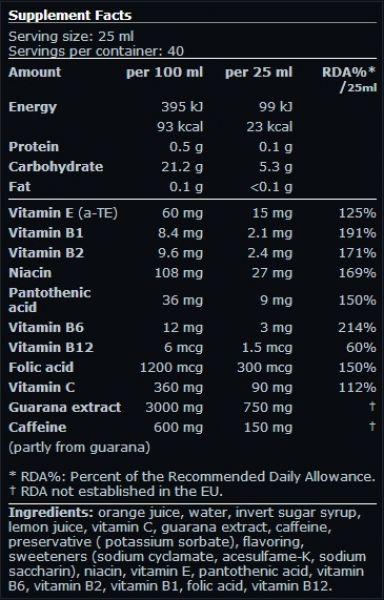 Supplement Facts
Serving size: 25 ml
Servings per container: 40
Amount per 100 ml per 25 ml RDA%*
/25ml
Energy 395 kJ 99 kJ
93 kcal 23 kcal
Protein 0.5 g 0.1 g
Carbohydrate 21.2 g 5.3 g
Fat 0.1 g <0.1 g
Vitamin E (a-TE) 60 mg 15 mg 125%
Vitamin B1 8.4 mg 2.1 mg 191%
Vitamin B2 9.6 mg 2.4 mg 171%
Niacin 108 mg 27 mg 169%
Pantothenic
acid 36 mg 9 mg 150%
Vitamin B6 12 mg 3 mg 214%
Vitamin B12 6 mcg 1.5 mcg 60%
Folic acid 1200 mcg 300 mcg 150%
Vitamin C 360 mg 90 mg 112%
Guarana extract 3000 mg 750 mg †
Caffeine 600 mg 150 mg †
(partly from guarana)
* RDA%: Percent of the Recommended Daily Allowance.
† RDA not established in the EU.
Ingredients: orange juice, water, invert sugar syrup,
lemon juice, vitamin C, guarana extract, caffeine,
preservative ( potassium sorbate), flavoring,
sweeteners (sodium cyclamate, acesulfame-K, sodium
saccharin), niacin, vitamin E, pantothenic acid, vitamin
B6, vitamin B2, vitamin B1, folic acid, vitamin B12.